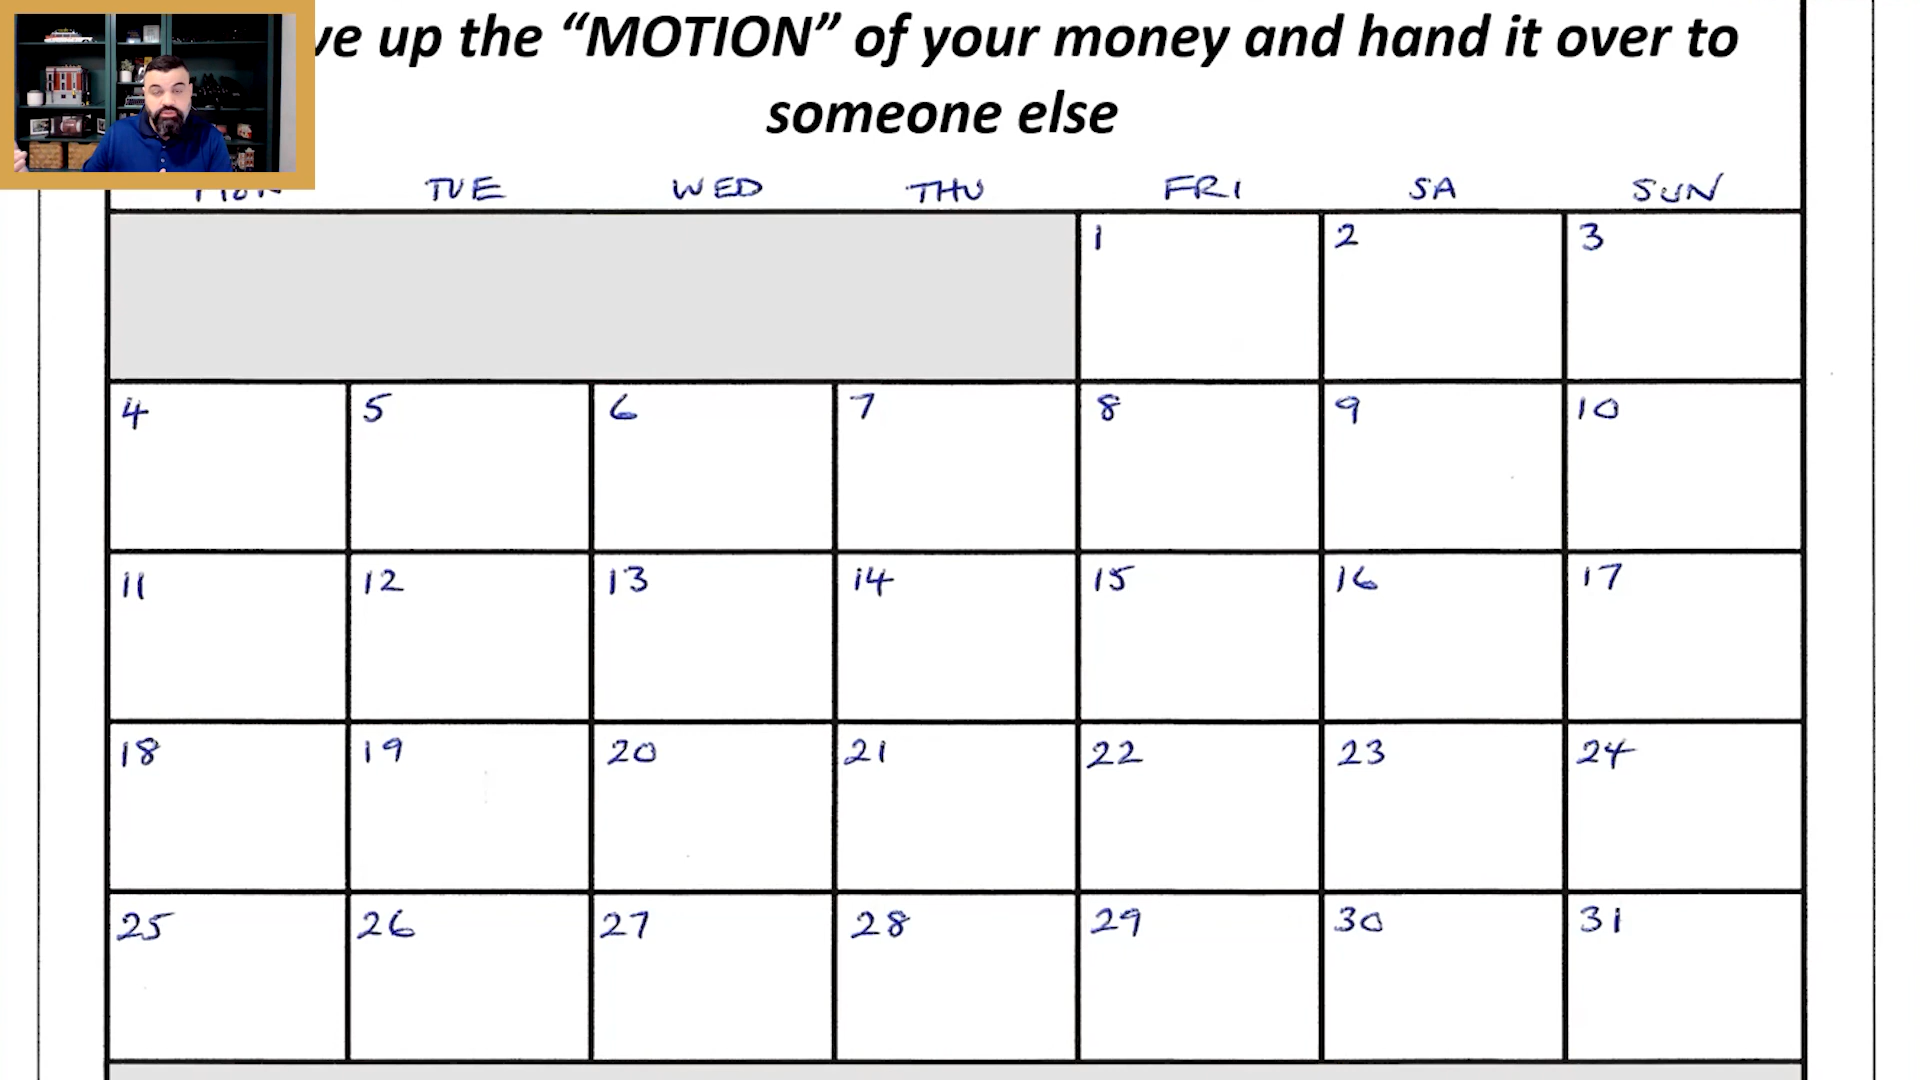 up the “MOTION” of your money and hand it over to
someone else
TUE WED THU FRI SA SUN
1 2 3
4 5 6 7 8 9 10
11 12 13 14 15 16 17
18 19 20 21 22 23 24
25 26 27 28 29 30 31